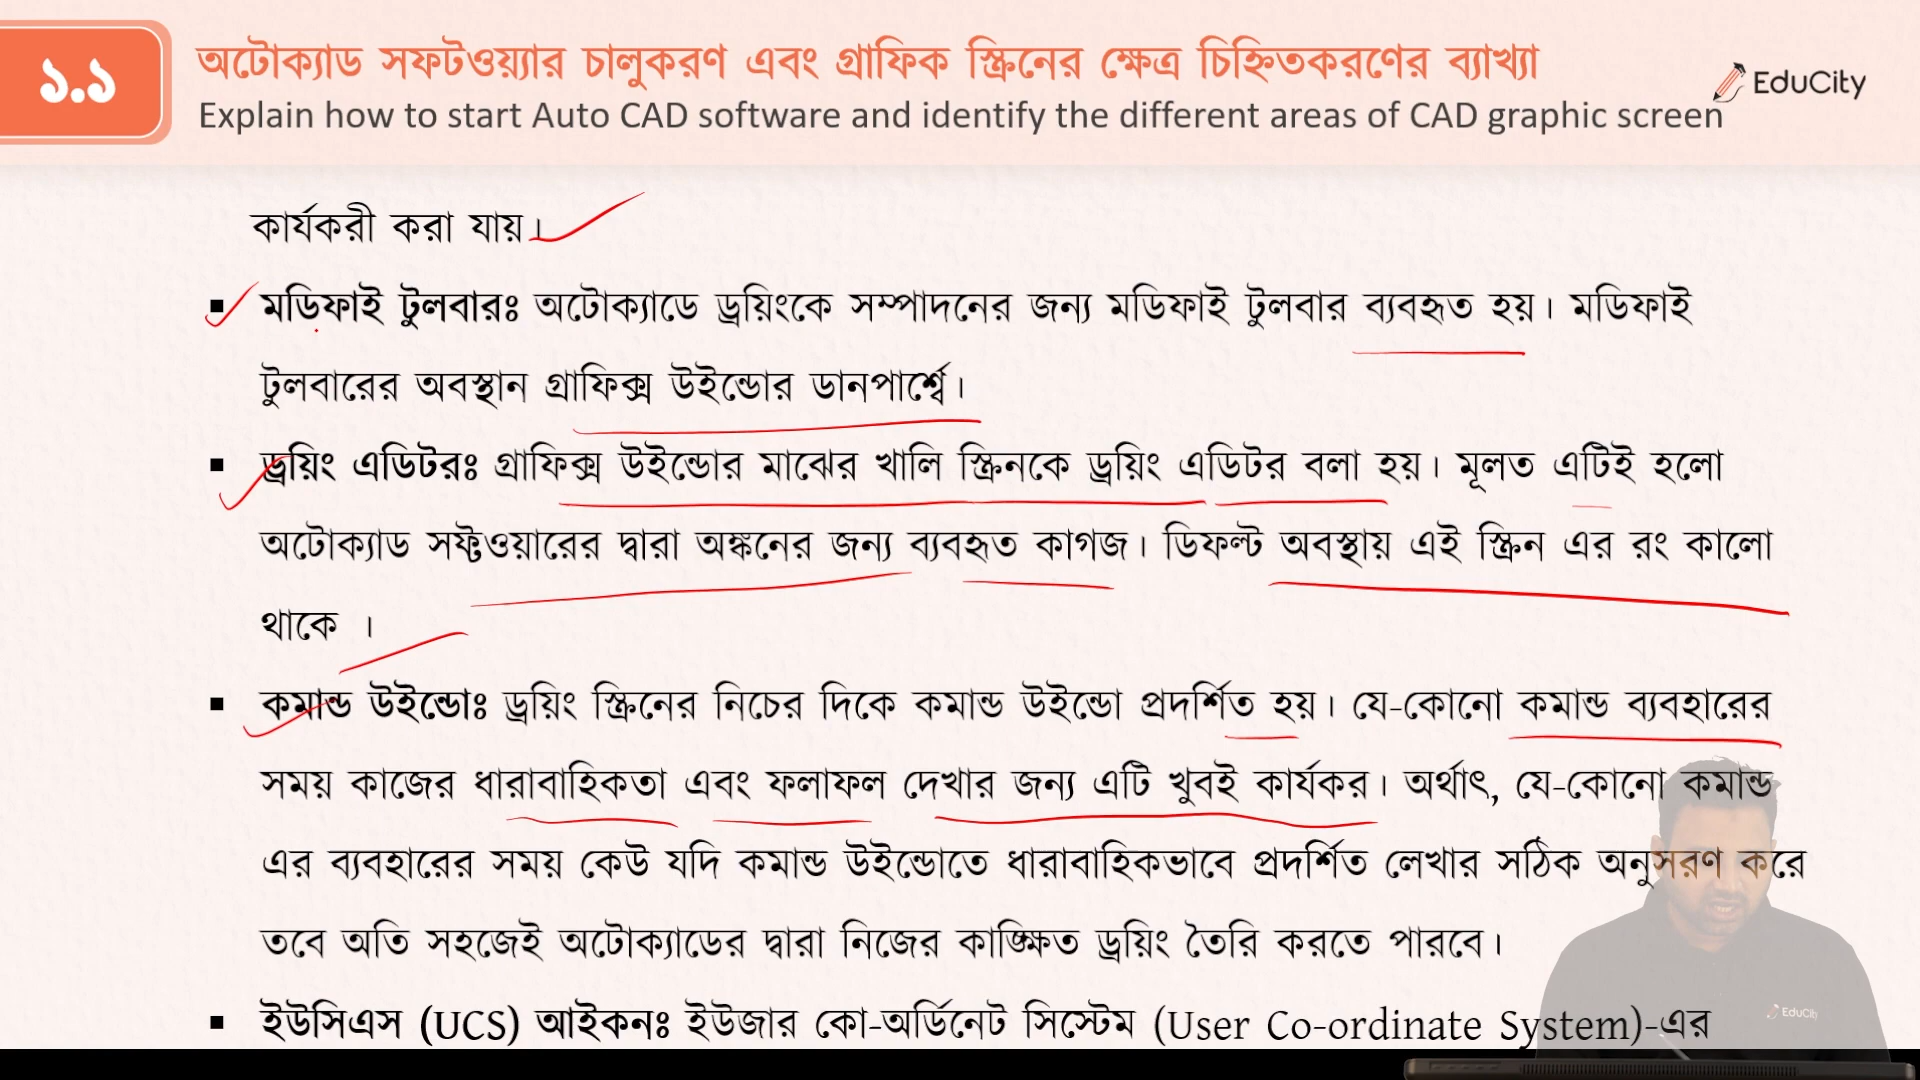 ১.১
অটোক্যাড সফটওয়্যার চালুকরণ এবং গ্রাফিক স্ক্রিনের ক্ষেত্র চিহ্নিতকরণের ব্যাখ্যা
Explain how to start Auto CAD software and identify the different areas of CAD graphic screen
EduCity
কার্যকরী করা যায়।
▪ মডিফাই টুলবারঃ অটোক্যাডে ড্রয়িংকে সম্পাদনের জন্য মডিফাই টুলবার ব্যবহৃত হয়। মডিফাই
টুলবারের অবস্থান গ্রাফিক্স উইন্ডোর ডানপার্শ্বে।
▪ ড্রয়িং এডিটরঃ গ্রাফিক্স উইন্ডোর মাঝের খালি স্ক্রিনকে ড্রয়িং এডিটর বলা হয়। মূলত এটিই হলো
অটোক্যাড সফ্টওয়ারের দ্বারা অঙ্কনের জন্য ব্যবহৃত কাগজ। ডিফল্ট অবস্থায় এই স্ক্রিন এর রং কালো
থাকে ।
▪ কমান্ড উইন্ডোঃ ড্রয়িং স্ক্রিনের নিচের দিকে কমান্ড উইন্ডো প্রদর্শিত হয়। যে-কোনো কমান্ড ব্যবহারের
সময় কাজের ধারাবাহিকতা এবং ফলাফল দেখার জন্য এটি খুবই কার্যকর। অর্থাৎ, যে-কোনো কমান্ড
এর ব্যবহারের সময় কেউ যদি কমান্ড উইন্ডোতে ধারাবাহিকভাবে প্রদর্শিত লেখার সঠিক অনুসরণ করে
তবে অতি সহজেই অটোক্যাডের দ্বারা নিজের কাঙ্ক্ষিত ড্রয়িং তৈরি করতে পারবে।
▪ ইউসিএস (UCS) আইকনঃ ইউজার কো-অর্ডিনেট সিস্টেম (User Co-ordinate System)-এর
EduCity